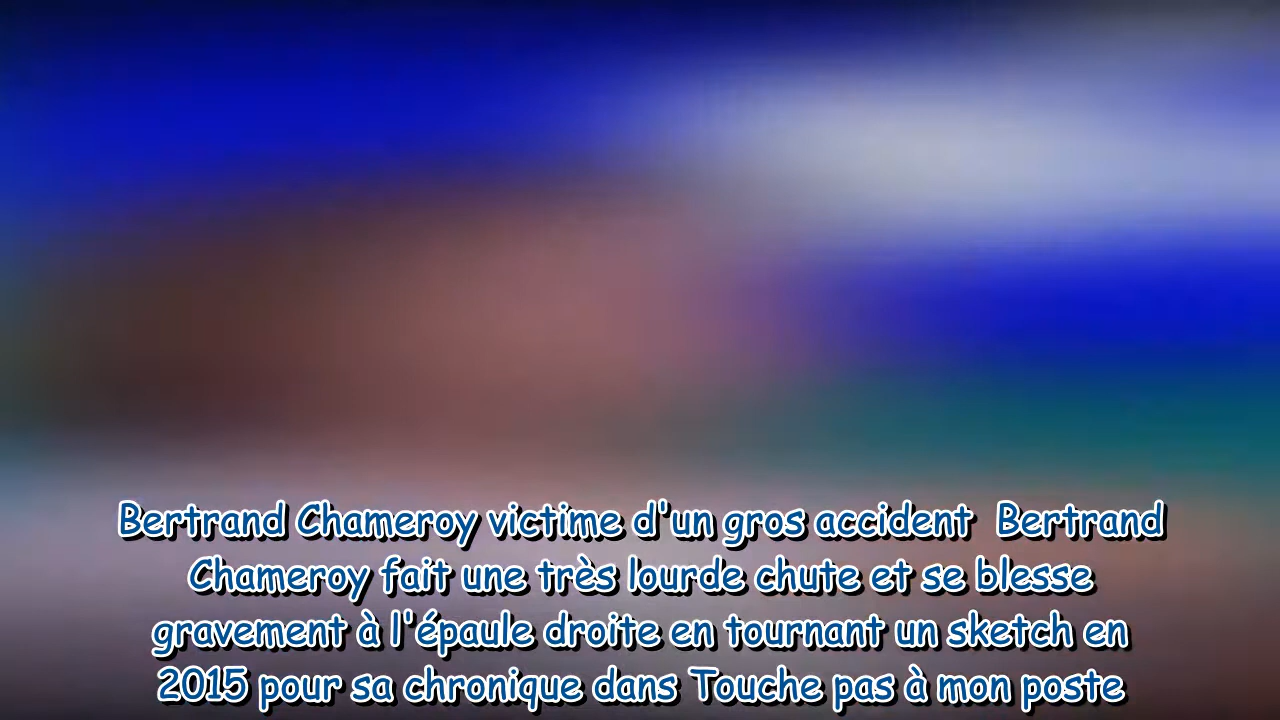 Bertrand Chameroy victime d'un gros accident  Bertrand
Chameroy fait une très lourde chute et se blesse
gravement à l'épaule droite en tournant un sketch en
2015 pour sa chronique dans Touche pas à mon poste